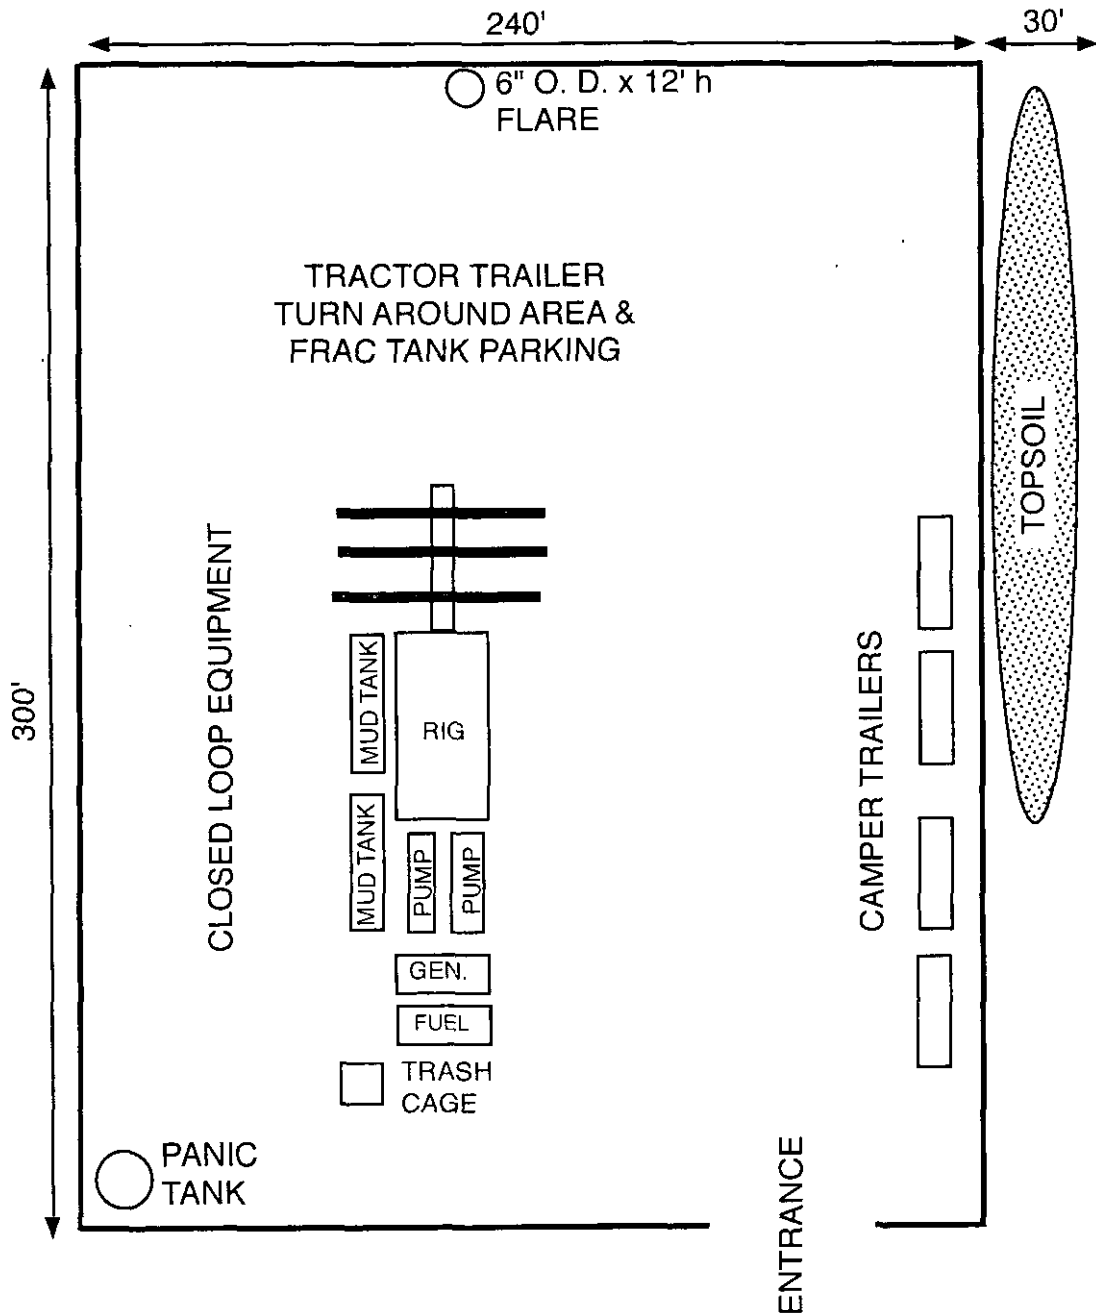 240'
30'
6" O. D. x 12' h
FLARE
TRACTOR TRAILER
TURN AROUND AREA &
FRAC TANK PARKING
TOPSOIL
300'
CLOSED LOOP EQUIPMENT
MUD TANK
RIG
CAMPER TRAILERS
MUD TANK
PUMP
PUMP
GEN.
FUEL
TRASH
CAGE
PANIC
TANK
ENTRANCE